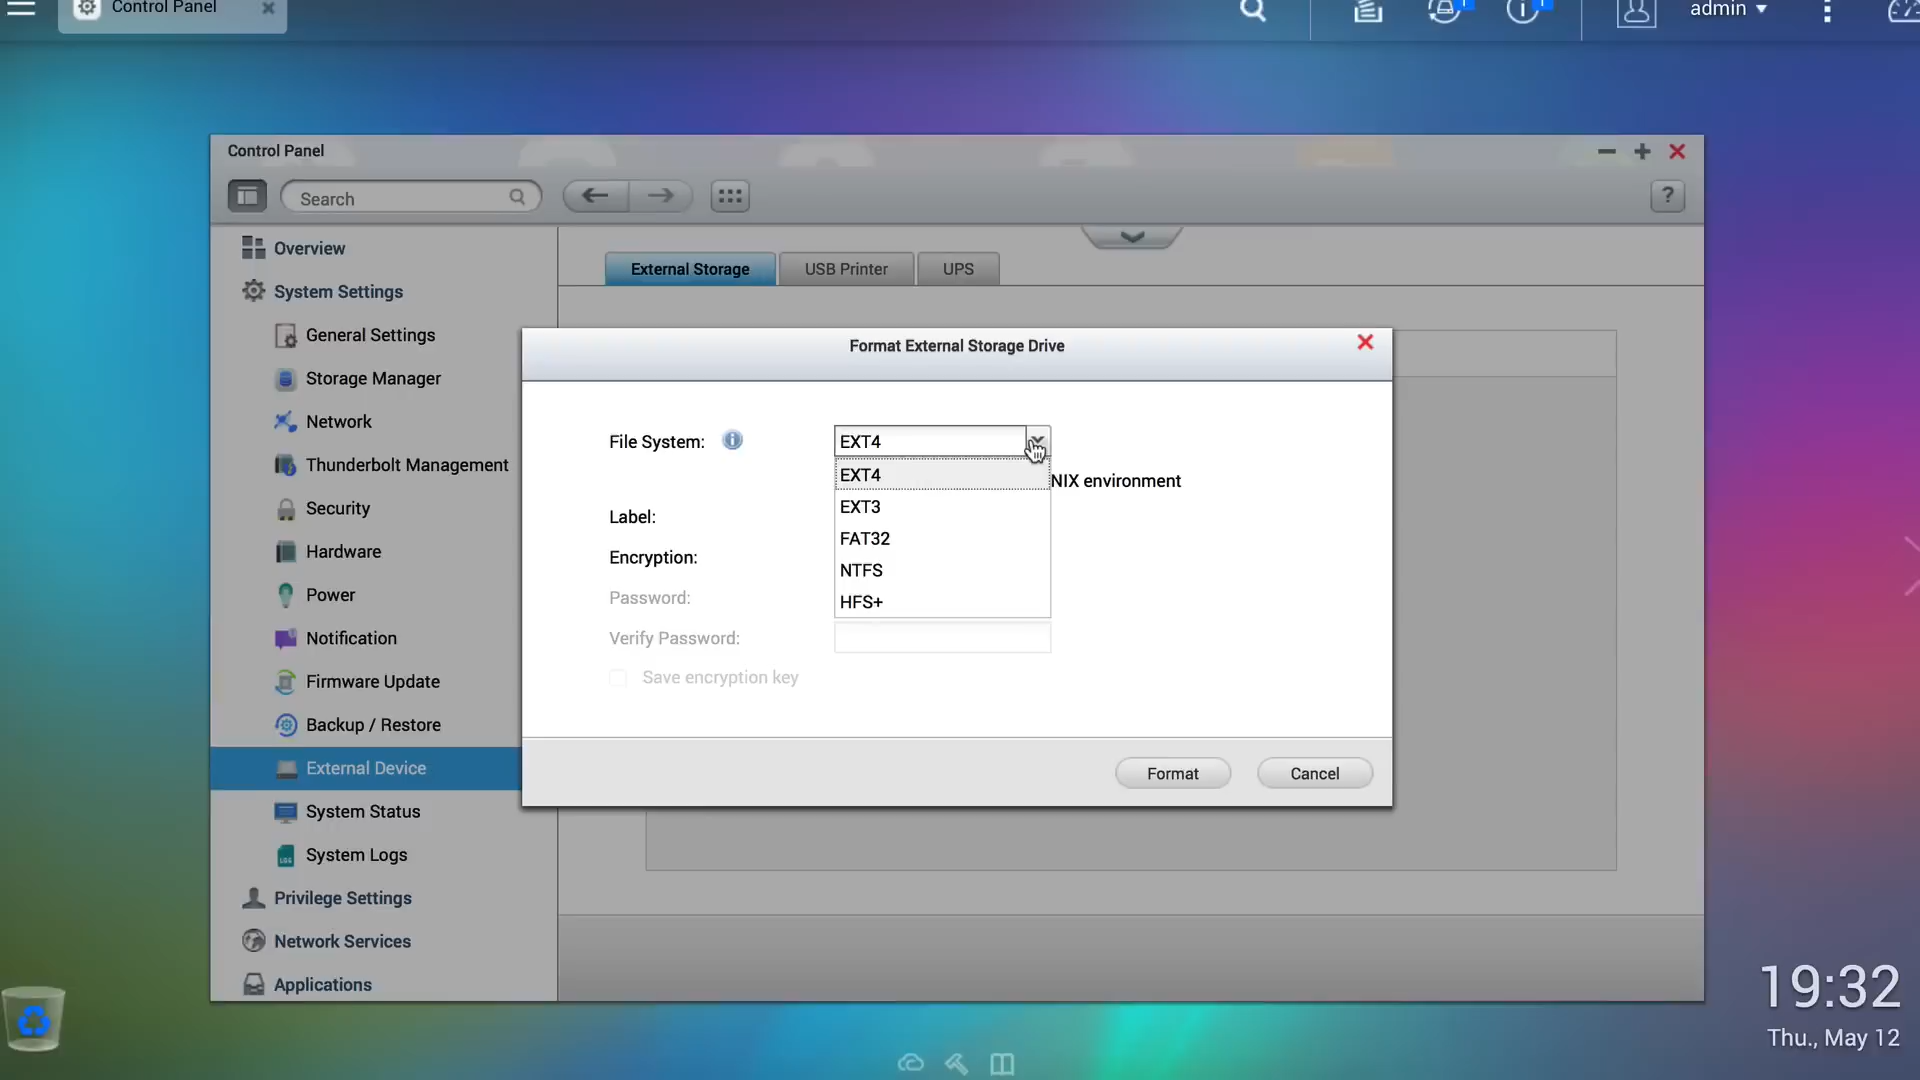 Control Panel
admin
Control Panel
Search
?
Overview
System Settings
General Settings
Storage Manager
Network
Thunderbolt Management
Security
Hardware
Power
Notification
Firmware Update
Backup / Restore
External Device
System Status
System Logs
Privilege Settings
Network Services
Applications
External Storage
USB Printer
UPS
Format External Storage Drive
File System:
EXT4
EXT4
EXT3
FAT32
NTFS
HFS+
NIX environment
Label:
Encryption:
Password:
Verify Password:
Save encryption key
Format
Cancel
19:32
Thu., May 12